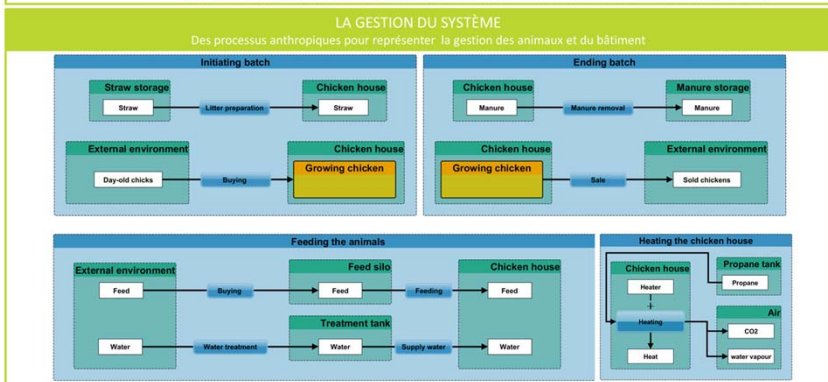 LA GESTION DU SYSTÈME
Des processus anthropiques pour représenter la gestion des animaux et du bâtiment
Initiating batch
Straw storage
Chicken house
Straw
Litter preparation
Straw
External environment
Chicken house
Growing chicken
Day-old chicks
Buying
Ending batch
Chicken house
Manure storage
Manure
Manure removal
Manure
Chicken house
External environment
Growing chicken
Sale
Sold chickens
Feeding the animals
External environment
Feed silo
Chicken house
Feed
Buying
Feed
Feeding
Feed
Treatment tank
Water
Water treatment
Water
Supply water
Water
Heating the chicken house
Chicken house
Propane tank
Heater
Propane
Air
Heating
CO2
Heat
water vapour